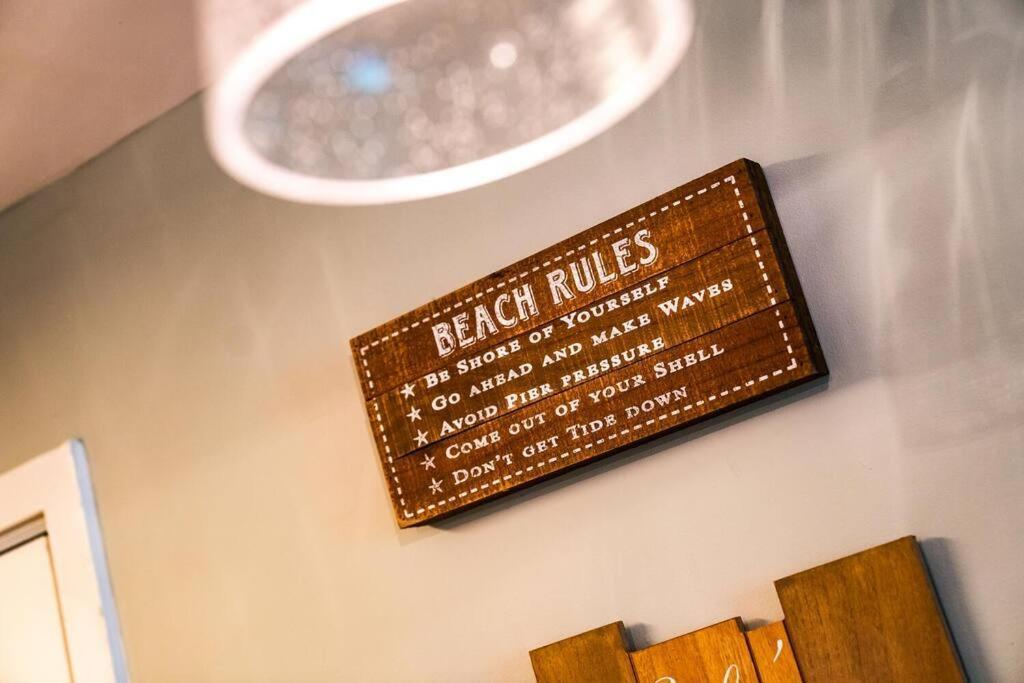 BEACH RULES
BE SHORE OF YOURSELF
GO AHEAD AND MAKE WAVES
AVOID PIER PRESSURE
COME OUT OF YOUR SHELL
DON'T GET TIDE DOWN